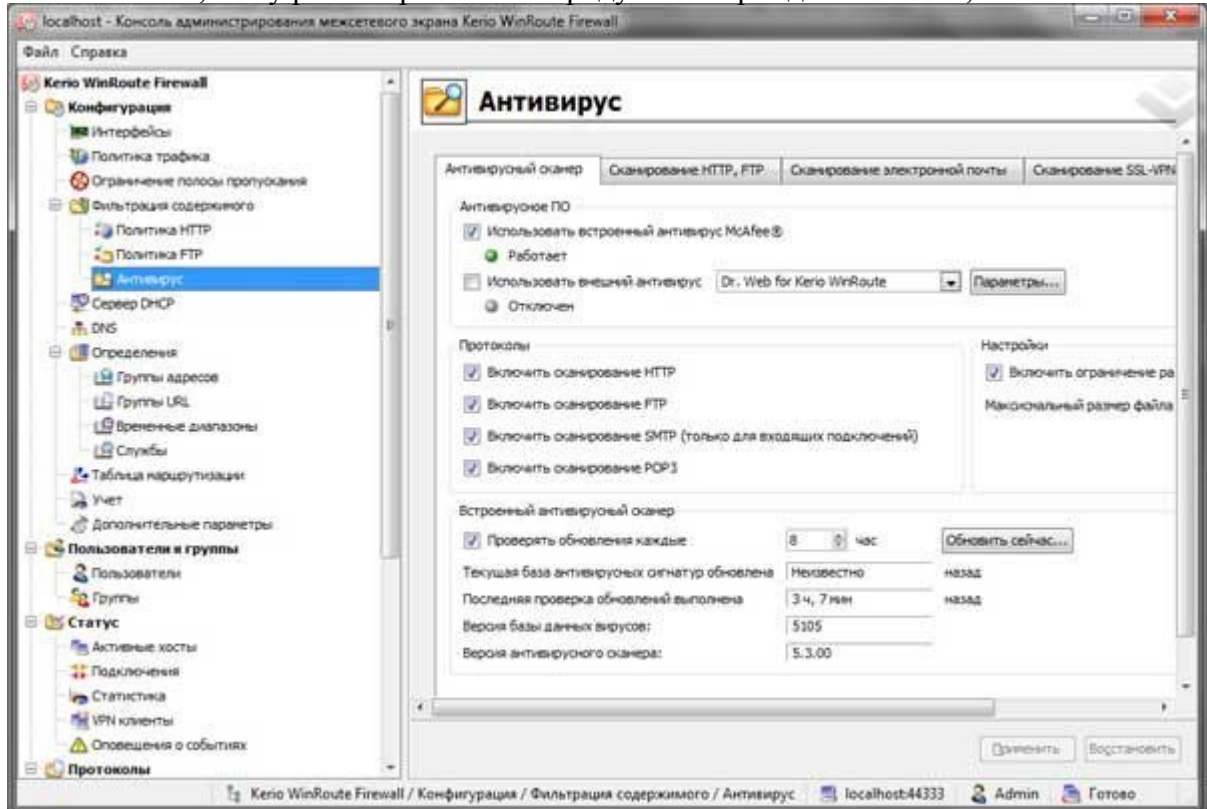 localhost - Консоль администрирования межсетевого экрана Kerio WinRoute Firewall
Файл Справка
Kerio WinRoute Firewall
Конфигурация
Интерфейсы
Политика трафика
Ограничение полосы пропускания
Фильтрация содержимого
Политика HTTP
Политика FTP
Антивирус
Сервер DHCP
DNS
Определения
Группы адресов
Группы URL
Временные диапазоны
Службы
Таблица маршрутизации
Учет
Дополнительные параметры
Пользователи и группы
Пользователи
Группы
Статус
Активные хосты
Подключения
Статистика
VPN клиенты
Оповещения о событиях
Протоколы
Антивирус
Антивирусный сканер Сканирование HTTP, FTP Сканирование электронной почты Сканирование SSL-VPN
Антивирусное ПО
Использовать встроенный антивирус McAfee®
Работает
Использовать внешний антивирус Dr. Web for Kerio WinRoute Параметры...
Отключен
Протоколы Настройки
Включить сканирование HTTP Включить ограничение ра
Включить сканирование FTP Максимальный размер файла
Включить сканирование SMTP (только для входящих подключений)
Включить сканирование POP3
Встроенный антивирусный сканер
Проверять обновления каждые 8 час Обновить сейчас...
Текущая база антивирусных сигнатур обновлена Неизвестно назад
Последняя проверка обновлений выполнена 3 ч, 7 мин назад
Версия базы данных вирусов: 5105
Версия антивирусного сканера: 5.3.00
Применить Восстановить
Kerio WinRoute Firewall / Конфигурация / Фильтрация содержимого / Антивирус localhost:44333 Admin Готово